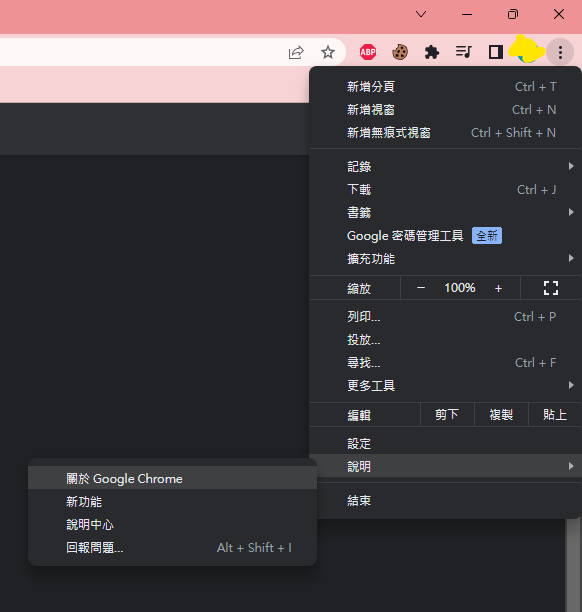 ABP
新增分頁 Ctrl + T
新增視窗 Ctrl + N
新增無痕式視窗 Ctrl + Shift + N
記錄
下載 Ctrl + J
書籤
Google 密碼管理工具 全新
擴充功能
縮放 − 100% +
列印... Ctrl + P
投放...
尋找... Ctrl + F
更多工具
編輯 剪下 複製 貼上
設定
說明
結束
關於 Google Chrome
新功能
說明中心
回報問題... Alt + Shift + I